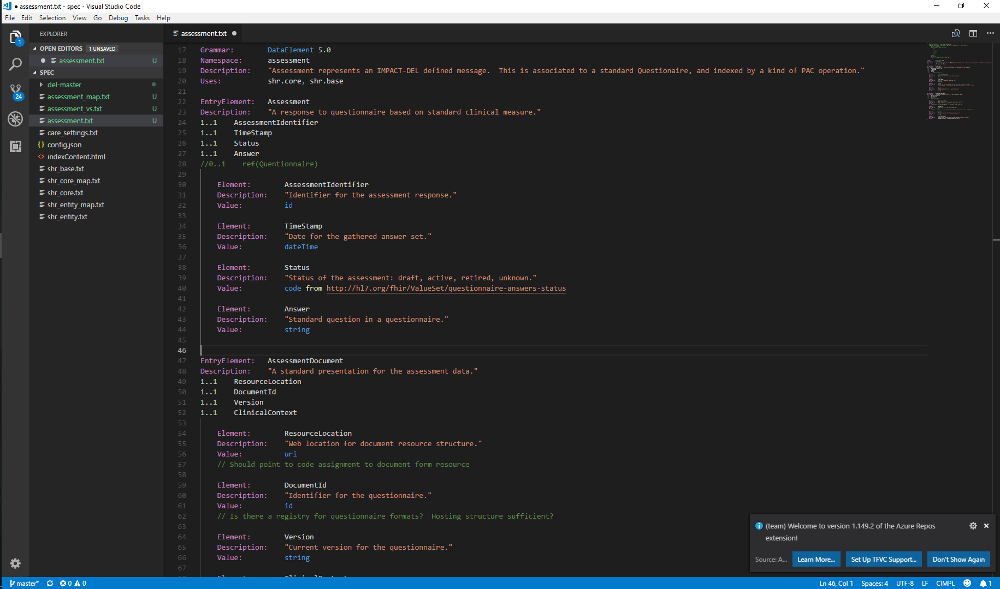 ● assessment.txt - spec - Visual Studio Code
File Edit Selection View Go Debug Tasks Help
1
24
EXPLORER
OPEN EDITORS 1 UNSAVED
assessment.txt U
SPEC
del-master
assessment_map.txt U
assessment_vs.txt U
assessment.txt U
care_settings.txt
{} config.json
<> indexContent.html
shr_base.txt
shr_core_map.txt
shr_core.txt
shr_entity_map.txt
shr_entity.txt
assessment.txt ●
17 Grammar: DataElement 5.0
18 Namespace: assessment
19 Description: "Assessment represents an IMPACT-DEL defined message.  This is associated to a standard Questionaire, and indexed by a kind of PAC operation."
20 Uses: shr.core, shr.base
21
22 EntryElement: Assessment
23 Description: "A response to questionnaire based on standard clinical measure."
24 1..1 AssessmentIdentifier
25 1..1 TimeStamp
26 1..1 Status
27 1..1 Answer
28 //0..1 ref(Quentionnaire)
29
30 Element: AssessmentIdentifier
31 Description: "Identifier for the assessment response."
32 Value: id
33
34 Element: TimeStamp
35 Description: "Date for the gathered answer set."
36 Value: dateTime
37
38 Element: Status
39 Description: "Status of the assessment: draft, active, retired, unknown."
40 Value: code from http://hl7.org/fhir/ValueSet/questionnaire-answers-status
41
42 Element: Answer
43 Description: "Standard question in a questionnaire."
44 Value: string
45
46
47 EntryElement: AssessmentDocument
48 Description: "A standard presentation for the assessment data."
49 1..1 ResourceLocation
50 1..1 DocumentId
51 1..1 Version
52 1..1 ClinicalContext
53
54 Element: ResourceLocation
55 Description: "Web location for document resource structure."
56 Value: uri
57 // Should point to code assignment to document form resource
58
59 Element: DocumentId
60 Description: "Identifier for the questionnaire."
61 Value: id
62 // Is there a registry for questionnaire formats?  Hosting structure sufficient?
63
64 Element: Version
65 Description: "Current version for the questionnaire."
66 Value: string
67
(team) Welcome to version 1.149.2 of the Azure Repos
extension!
Source: A... Learn More... Set Up TFVC Support... Don't Show Again
master* 0 0 Ln 46, Col 1 Spaces: 4 UTF-8 LF CIMPL 1